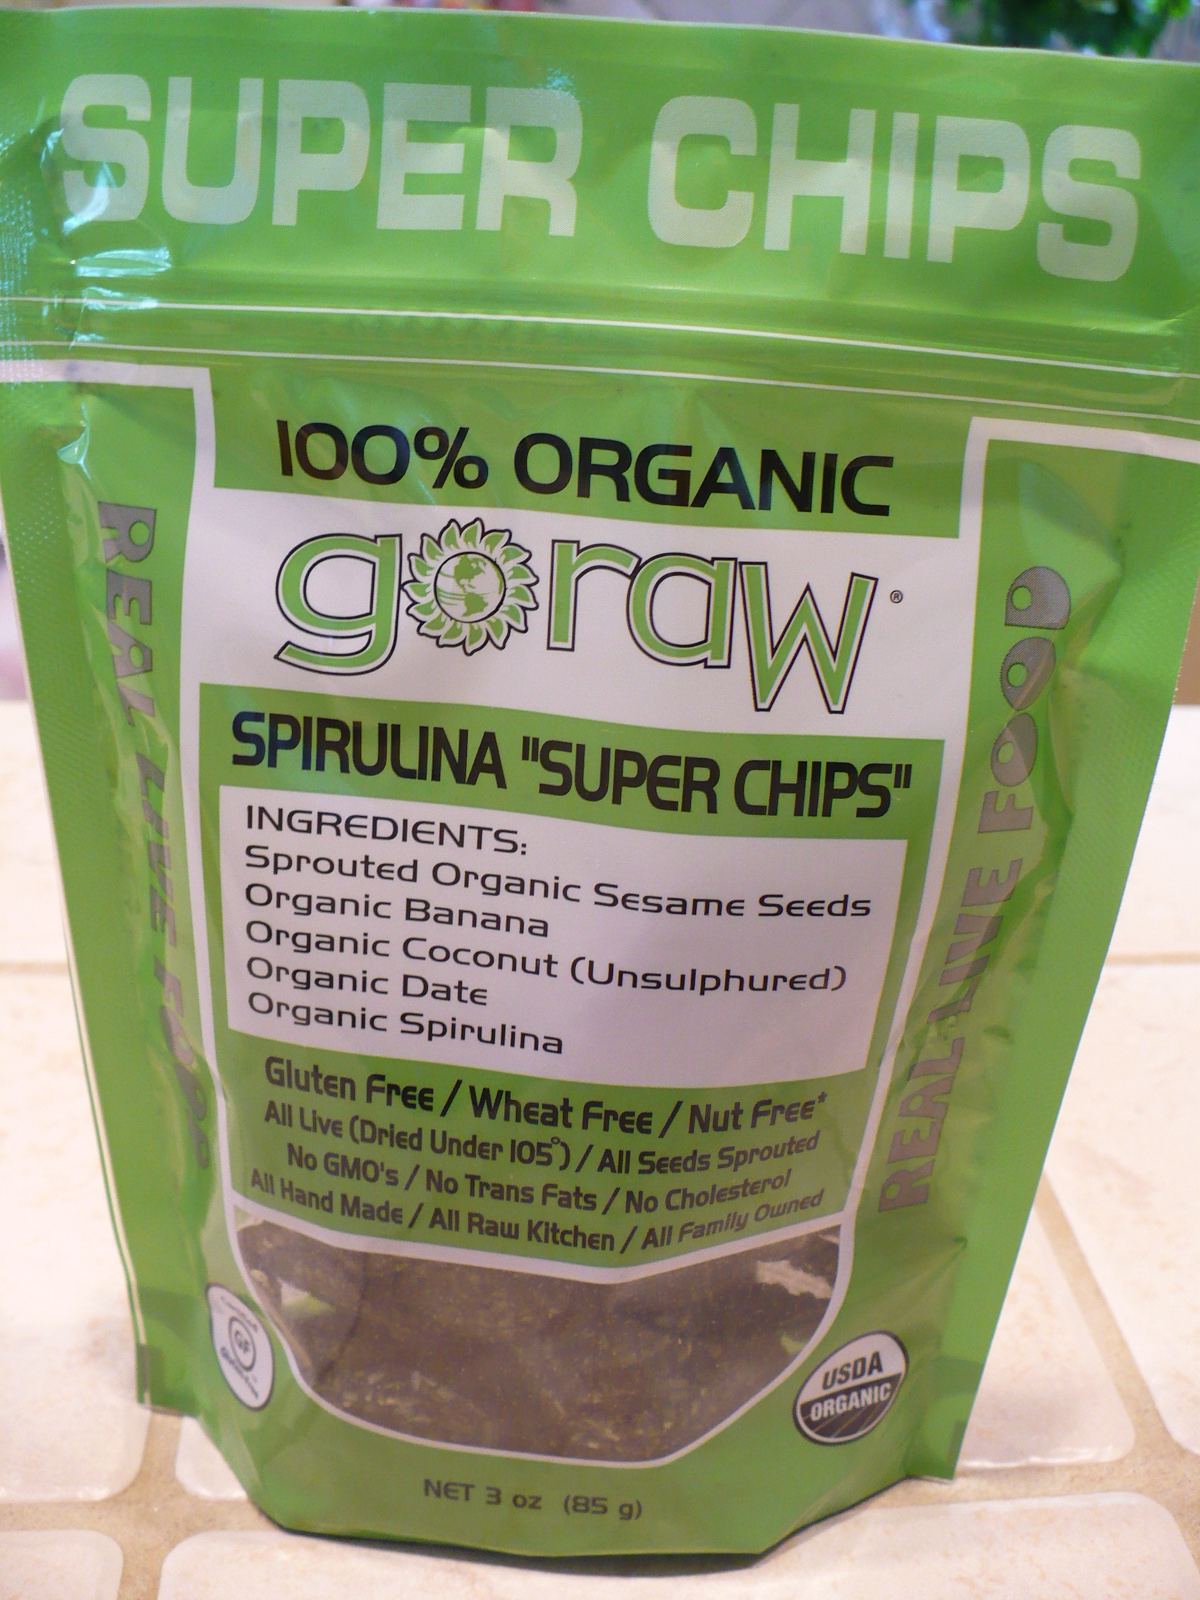 SUPER CHIPS
100% ORGANIC
goraw®
SPIRULINA "SUPER CHIPS"
INGREDIENTS:
Sprouted Organic Sesame Seeds
Organic Banana
Organic Coconut (Unsulphured)
Organic Date
Organic Spirulina
Gluten Free / Wheat Free / Nut Free*
All Live (Dried Under 105°) / All Seeds Sprouted
No GMO's / No Trans Fats / No Cholesterol
All Hand Made / All Raw Kitchen / All Family Owned
REAL LIVE FOOD
REAL LIVE FOOD
GF
USDA
ORGANIC
NET 3 oz (85 g)